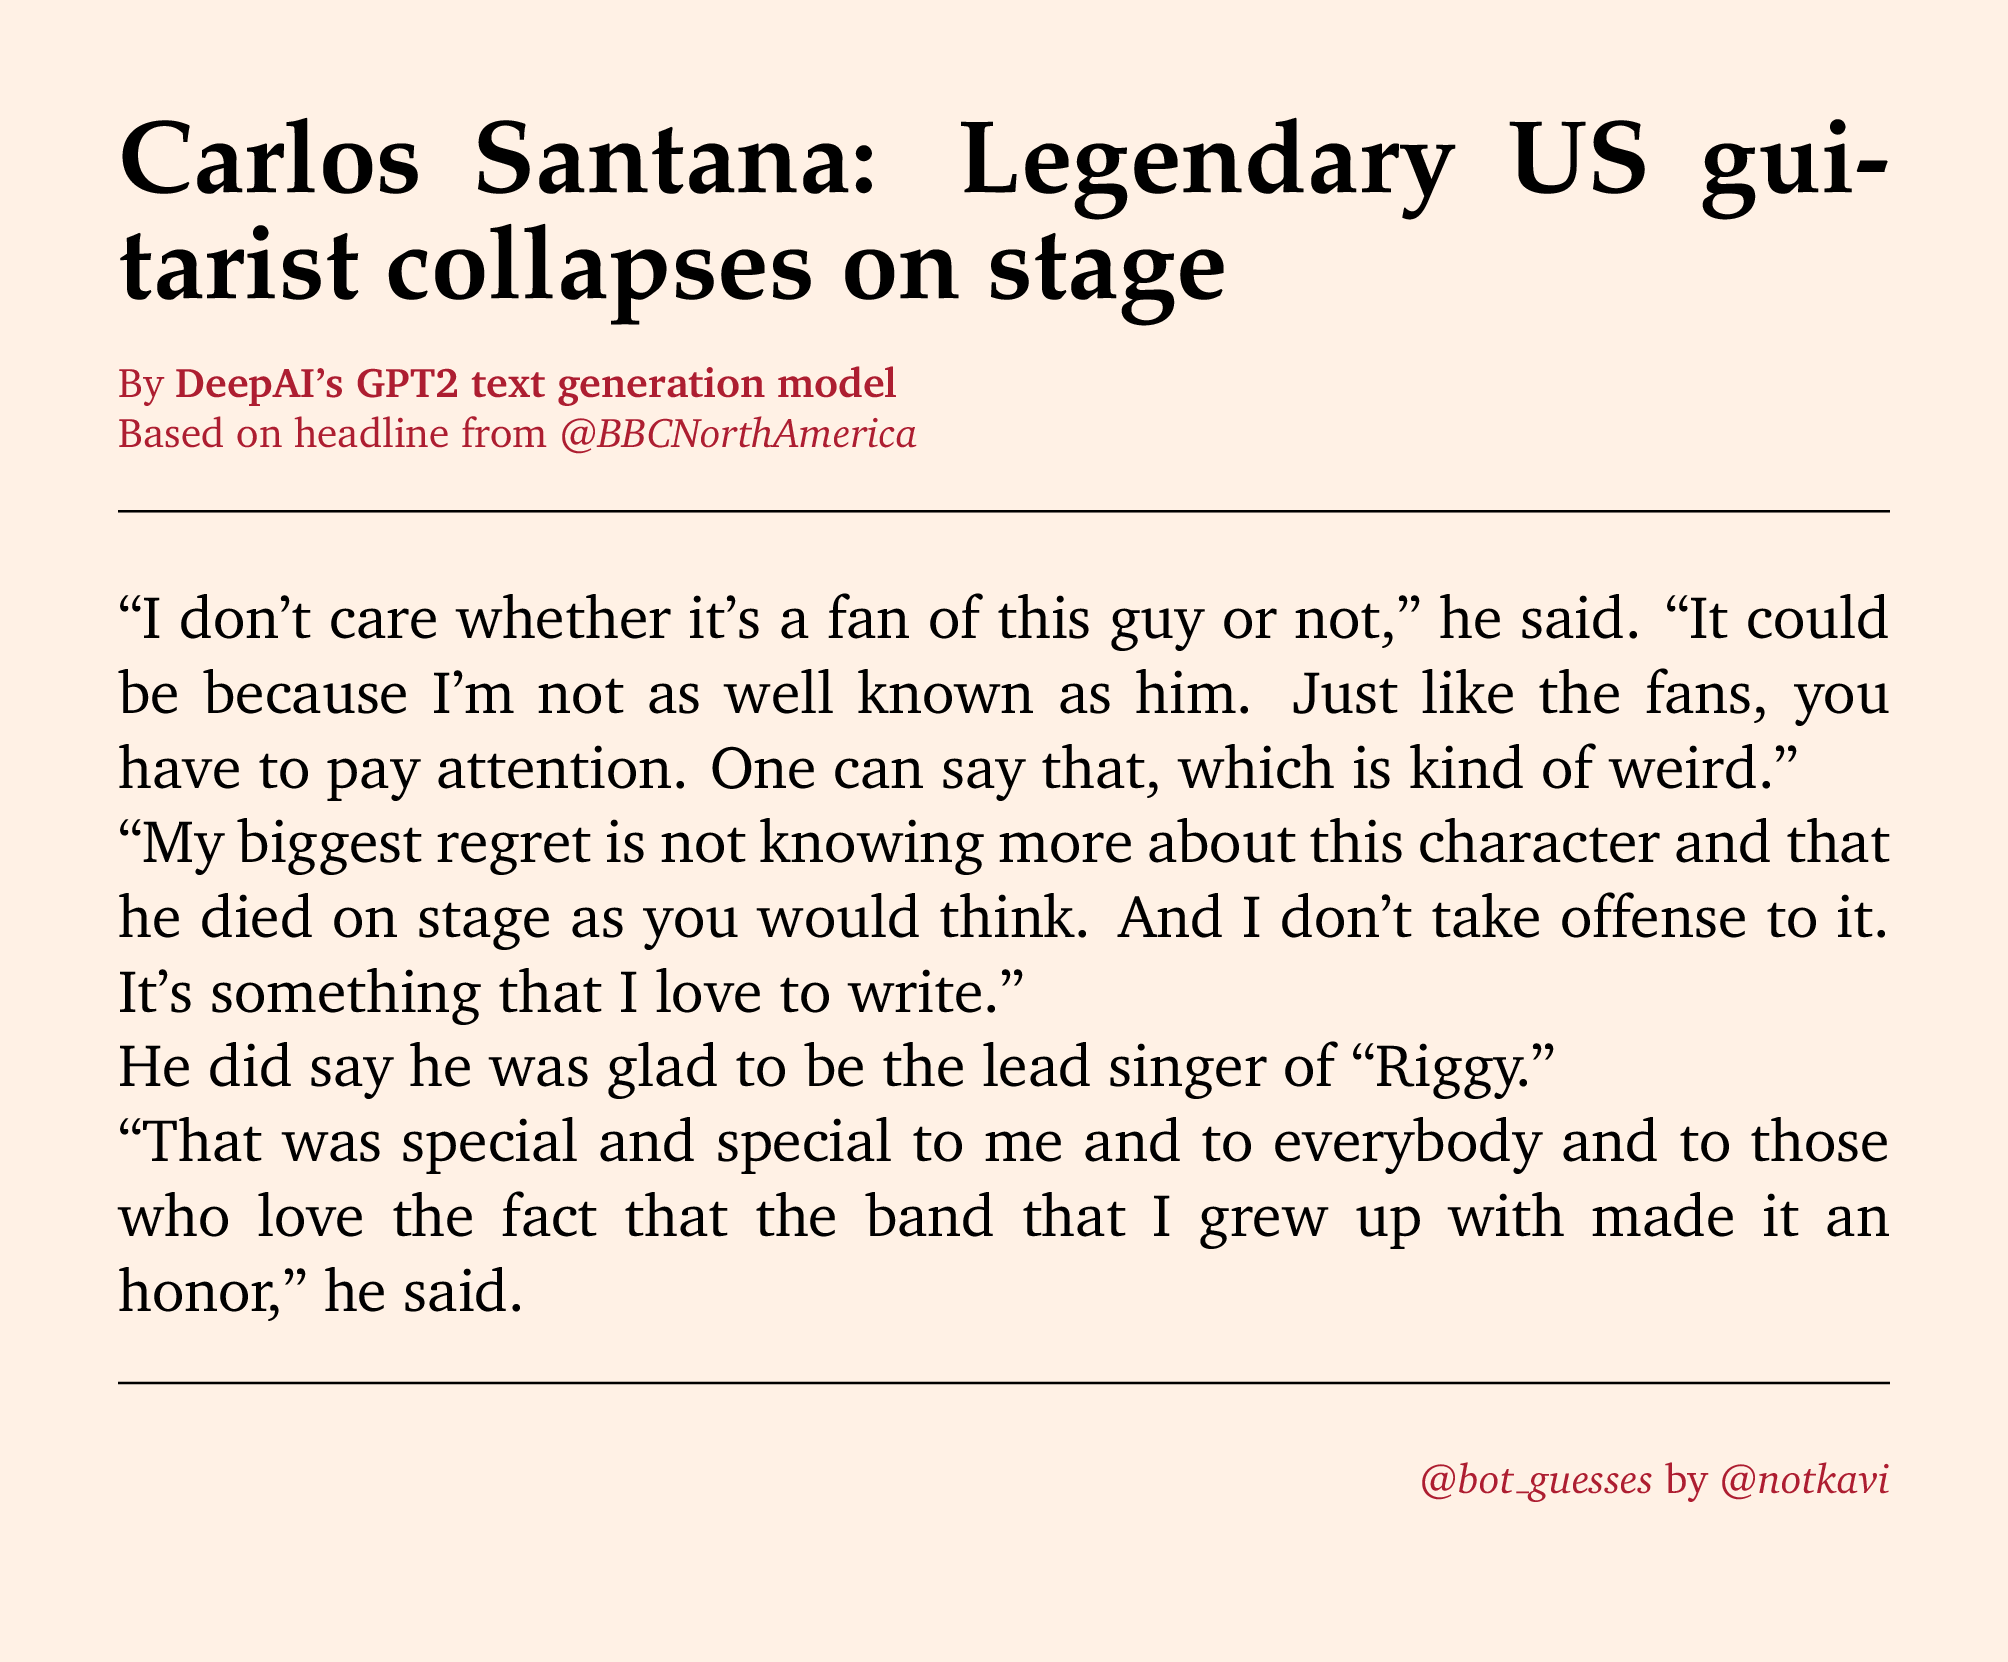 Carlos Santana: Legendary US gui-
tarist collapses on stage
By DeepAI’s GPT2 text generation model
Based on headline from @BBCNorthAmerica
“I don’t care whether it’s a fan of this guy or not,” he said. “It could
be because I’m not as well known as him. Just like the fans, you
have to pay attention. One can say that, which is kind of weird.”
“My biggest regret is not knowing more about this character and that
he died on stage as you would think. And I don’t take offense to it.
It’s something that I love to write.”
He did say he was glad to be the lead singer of “Riggy.”
“That was special and special to me and to everybody and to those
who love the fact that the band that I grew up with made it an
honor,” he said.
@bot_guesses by @notkavi